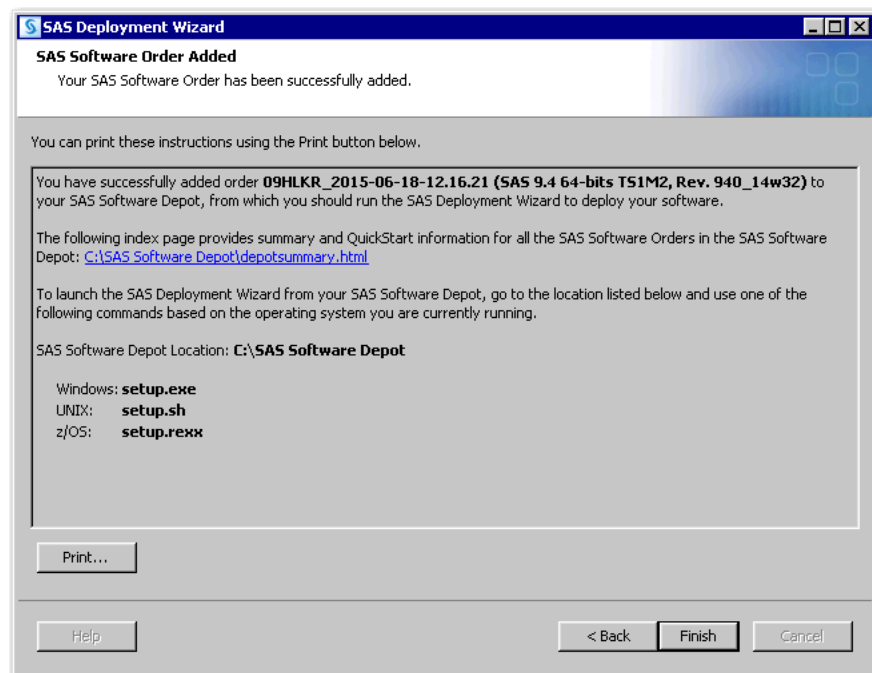 SAS Deployment Wizard
SAS Software Order Added
Your SAS Software Order has been successfully added.
You can print these instructions using the Print button below.
You have successfully added order 09HLKR_2015-06-18-12.16.21 (SAS 9.4 64-bits TS1M2, Rev. 940_14w32) to
your SAS Software Depot, from which you should run the SAS Deployment Wizard to deploy your software.
The following index page provides summary and QuickStart information for all the SAS Software Orders in the SAS Software
Depot: C:\SAS Software Depot\depotsummary.html
To launch the SAS Deployment Wizard from your SAS Software Depot, go to the location listed below and use one of the
following commands based on the operating system you are currently running.
SAS Software Depot Location: C:\SAS Software Depot
Windows: setup.exe
UNIX: setup.sh
z/OS: setup.rexx
Print...
Help
< Back
Finish
Cancel